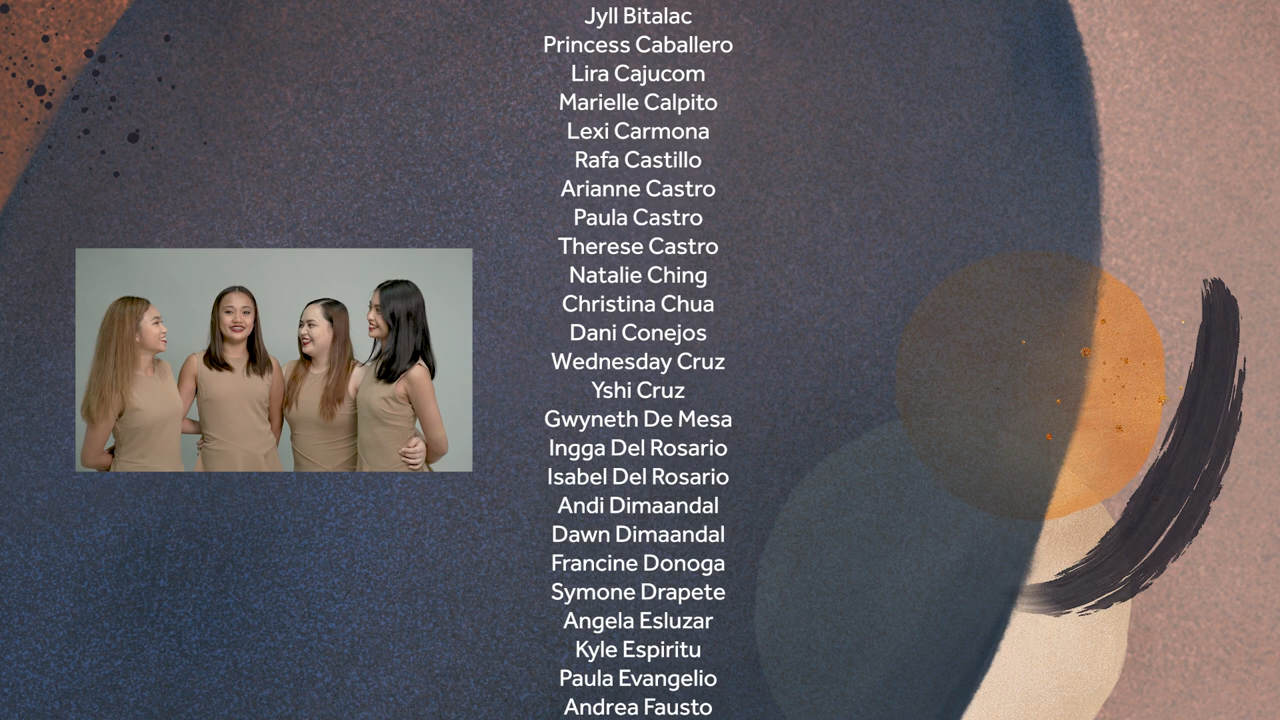 Jyll Bitalac
Princess Caballero
Lira Cajucom
Marielle Calpito
Lexi Carmona
Rafa Castillo
Arianne Castro
Paula Castro
Therese Castro
Natalie Ching
Christina Chua
Dani Conejos
Wednesday Cruz
Yshi Cruz
Gwyneth De Mesa
Ingga Del Rosario
Isabel Del Rosario
Andi Dimaandal
Dawn Dimaandal
Francine Donoga
Symone Drapete
Angela Esluzar
Kyle Espiritu
Paula Evangelio
Andrea Fausto